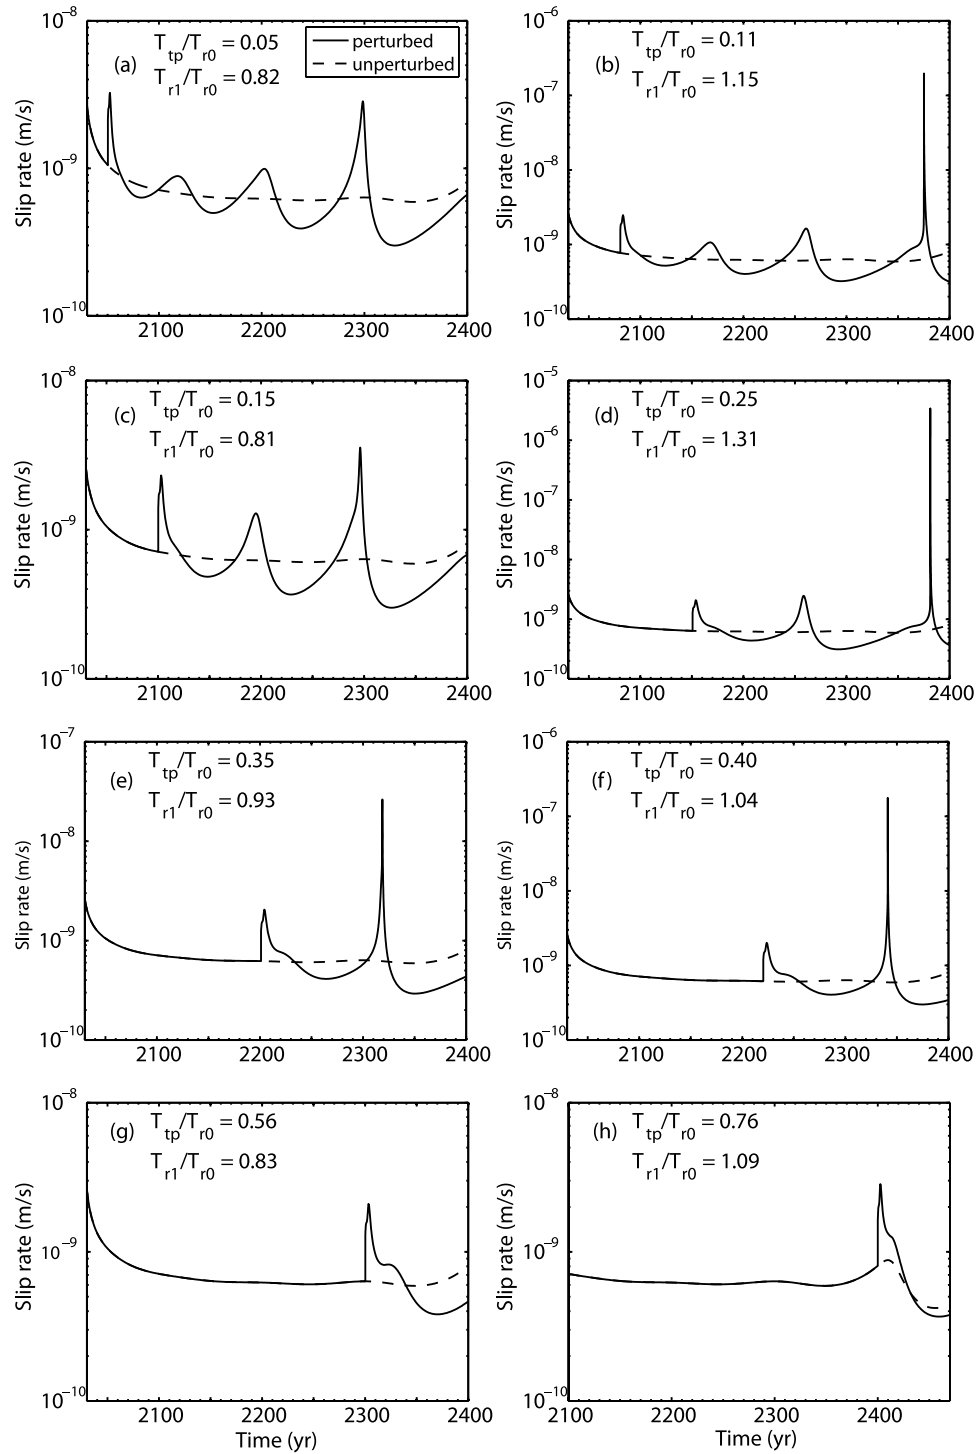 (a) T_tp/T_r0 = 0.05
T_r1/T_r0 = 0.82
perturbed
unperturbed
Slip rate (m/s)
10^−8
10^−9
10^−10
2100 2200 2300 2400
(b) T_tp/T_r0 = 0.11
T_r1/T_r0 = 1.15
Slip rate (m/s)
10^−6
10^−7
10^−8
10^−9
10^−10
2100 2200 2300 2400
(c) T_tp/T_r0 = 0.15
T_r1/T_r0 = 0.81
Slip rate (m/s)
10^−8
10^−9
10^−10
2100 2200 2300 2400
(d) T_tp/T_r0 = 0.25
T_r1/T_r0 = 1.31
Slip rate (m/s)
10^−5
10^−6
10^−7
10^−8
10^−9
10^−10
2100 2200 2300 2400
(e) T_tp/T_r0 = 0.35
T_r1/T_r0 = 0.93
Slip rate (m/s)
10^−7
10^−8
10^−9
10^−10
2100 2200 2300 2400
(f) T_tp/T_r0 = 0.40
T_r1/T_r0 = 1.04
Slip rate (m/s)
10^−6
10^−7
10^−8
10^−9
10^−10
2100 2200 2300 2400
(g) T_tp/T_r0 = 0.56
T_r1/T_r0 = 0.83
Slip rate (m/s)
10^−8
10^−9
10^−10
2100 2200 2300 2400
Time (yr)
(h) T_tp/T_r0 = 0.76
T_r1/T_r0 = 1.09
Slip rate (m/s)
10^−8
10^−9
10^−10
2100 2200 2300 2400
Time (yr)